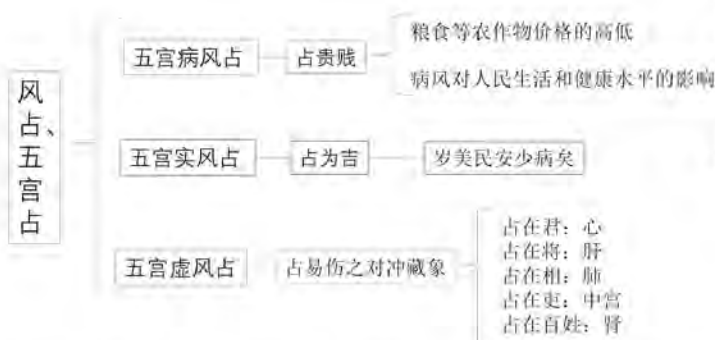 风占、五宫占
五宫病风占
占贵贱
粮食等农作物价格的高低
病风对人民生活和健康水平的影响
五宫实风占
占为吉
岁美民安少病矣
五宫虚风占
占易伤之对冲藏象
占在君：心
占在将：肝
占在相：肺
占在吏：中宫
占在百姓：肾